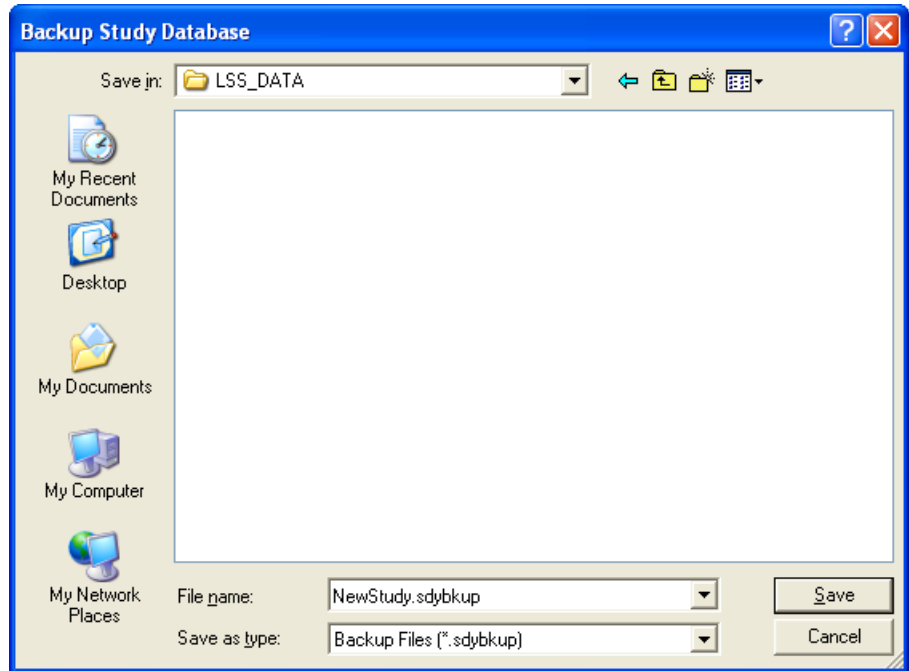 Backup Study Database
Save in:
LSS_DATA
My Recent
Documents
Desktop
My Documents
My Computer
My Network
Places
File name:
NewStudy.sdybkup
Save
Save as type:
Backup Files (*.sdybkup)
Cancel